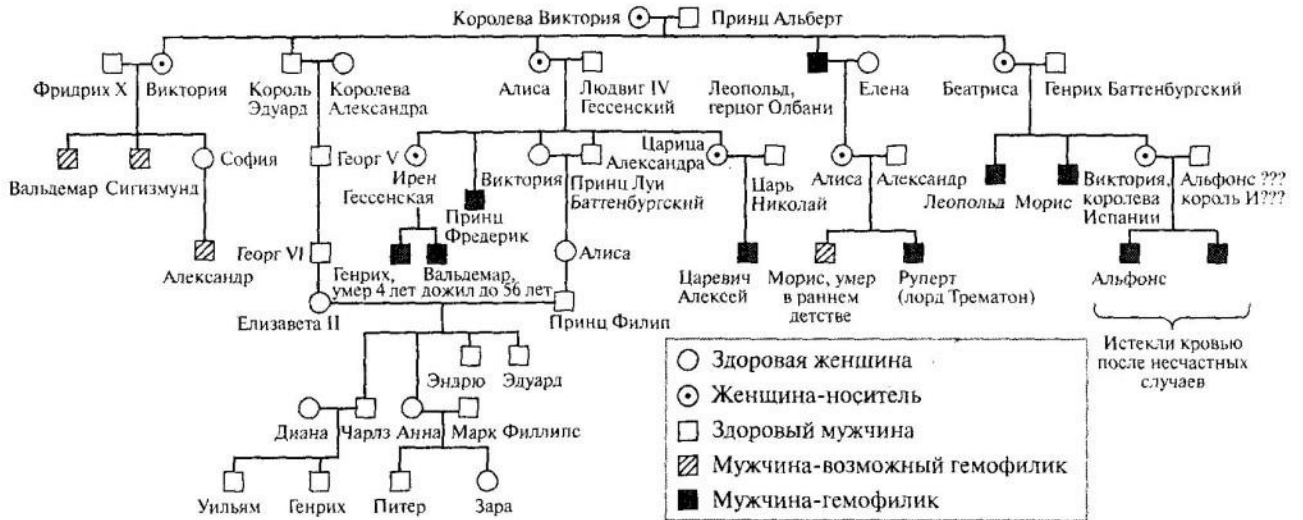 Королева Виктория
Принц Альберт
Фридрих X
Виктория
Король
Эдуард
Королева
Александра
Алиса
Людвиг IV
Гессенский
Леопольд,
герцог Олбани
Елена
Беатриса
Генрих Баттенбургский
Вальдемар
Сигизмунд
София
Георг V
Ирен
Гессенская
Принц
Фредерик
Виктория
Принц Луи
Баттенбургский
Царица
Александра
Царь
Николай
Алиса
Александр
Леопольд
Морис
Виктория,
королева
Испании
Альфонс ???
король И???
Александр
Георг VI
Генрих,
умер 4 лет
Вальдемар,
дожил до 56 лет
Алиса
Царевич
Алексей
Морис, умер
в раннем
детстве
Руперт
(лорд Трематон)
Альфонс
Елизавета II
Принц Филип
Истекли кровью
после несчастных
случаев
Эндрю
Эдуард
Диана
Чарлз
Анна
Марк Филлипс
Уильям
Генрих
Питер
Зара
Здоровая женщина
Женщина-носитель
Здоровый мужчина
Мужчина-возможный гемофилик
Мужчина-гемофилик